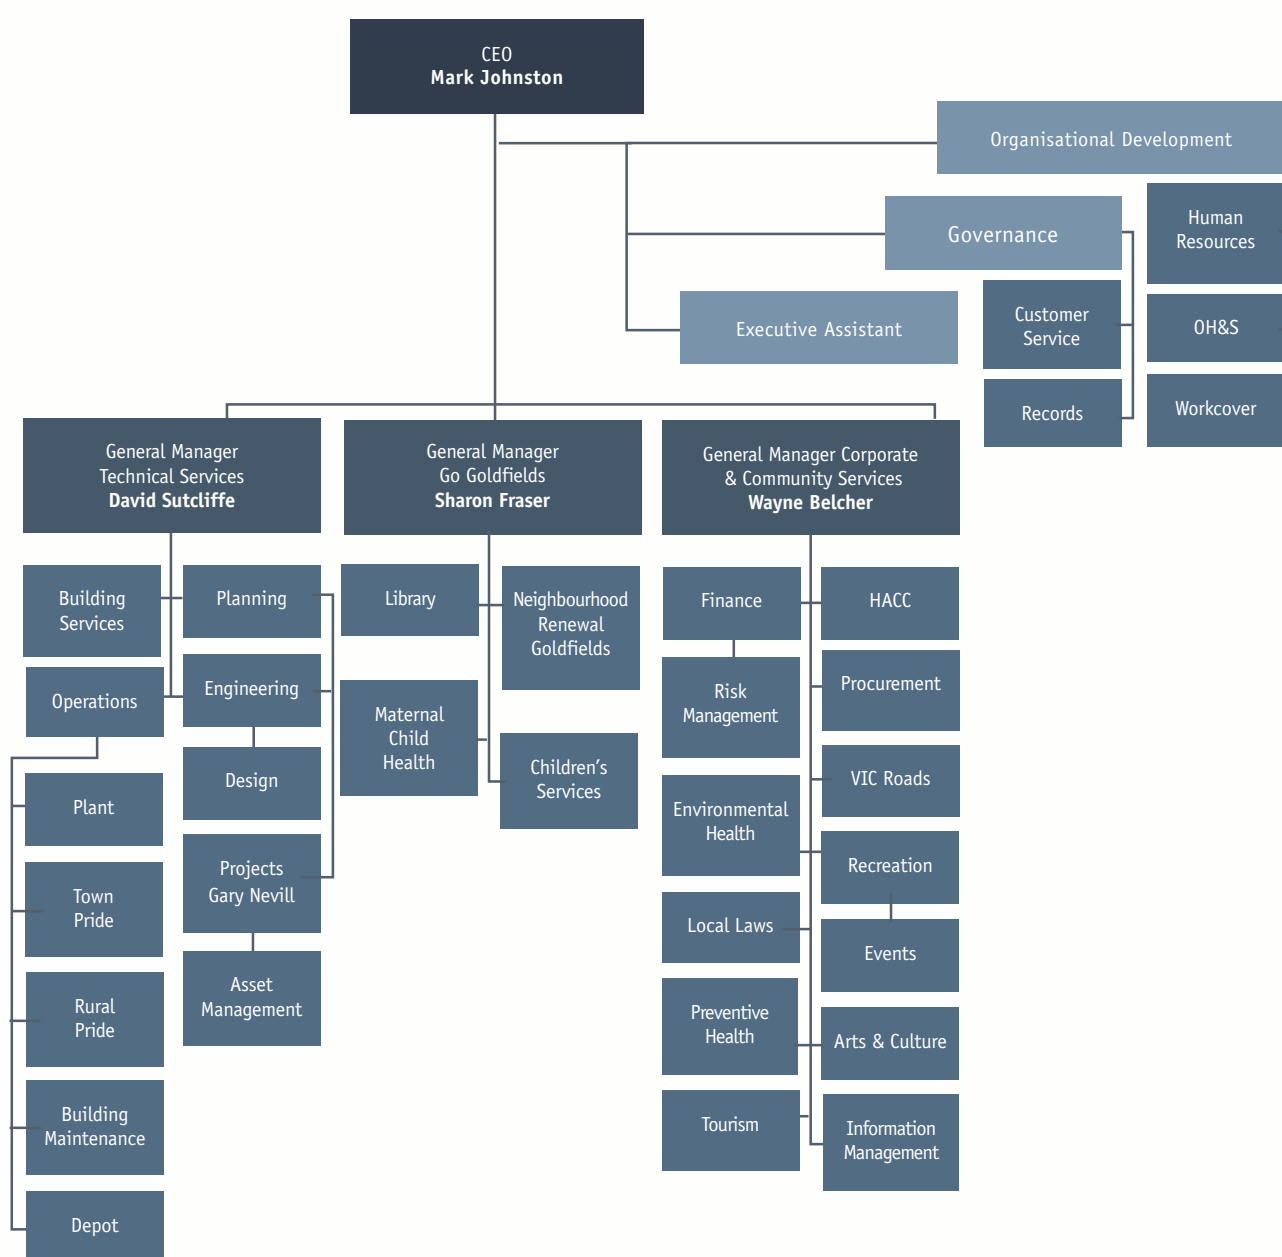 CEO
Mark Johnston
Organisational Development
Governance
Human
Resources
Customer
Service
OH&S
Executive Assistant
Records
Workcover
General Manager
Technical Services
David Sutcliffe
General Manager
Go Goldfields
Sharon Fraser
General Manager Corporate
& Community Services
Wayne Belcher
Building
Services
Planning
Operations
Engineering
Design
Plant
Projects
Gary Nevill
Town
Pride
Asset
Management
Rural
Pride
Building
Maintenance
Depot
Library
Neighbourhood
Renewal
Goldfields
Maternal
Child
Health
Children's
Services
Finance
HACC
Risk
Management
Procurement
VIC Roads
Environmental
Health
Recreation
Local Laws
Events
Preventive
Health
Arts & Culture
Tourism
Information
Management